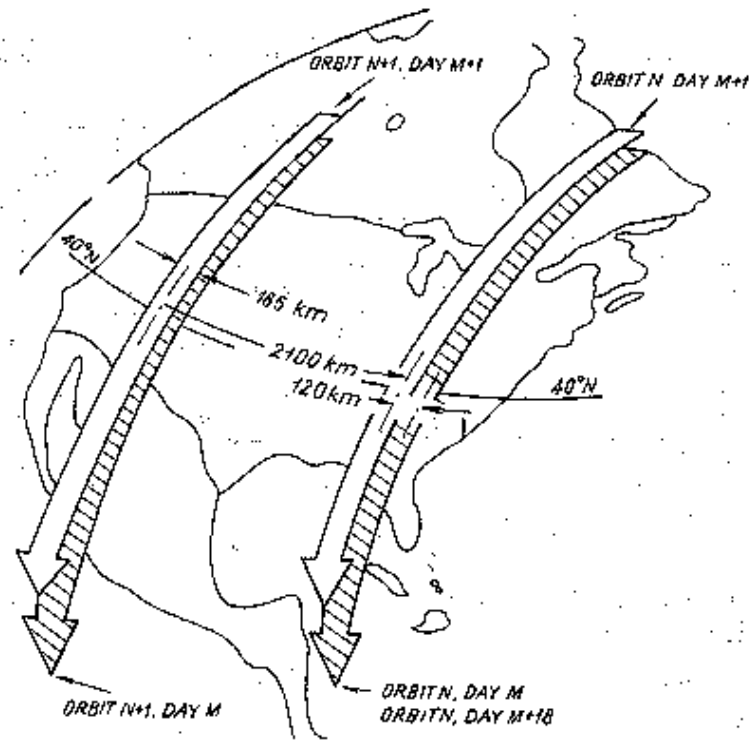 ORBIT N+1, DAY M+1
ORBIT N DAY M+1
40°N
185 km
2100 km
120 km
40°N
ORBIT N+1, DAY M
ORBIT N, DAY M
ORBIT N, DAY M+18